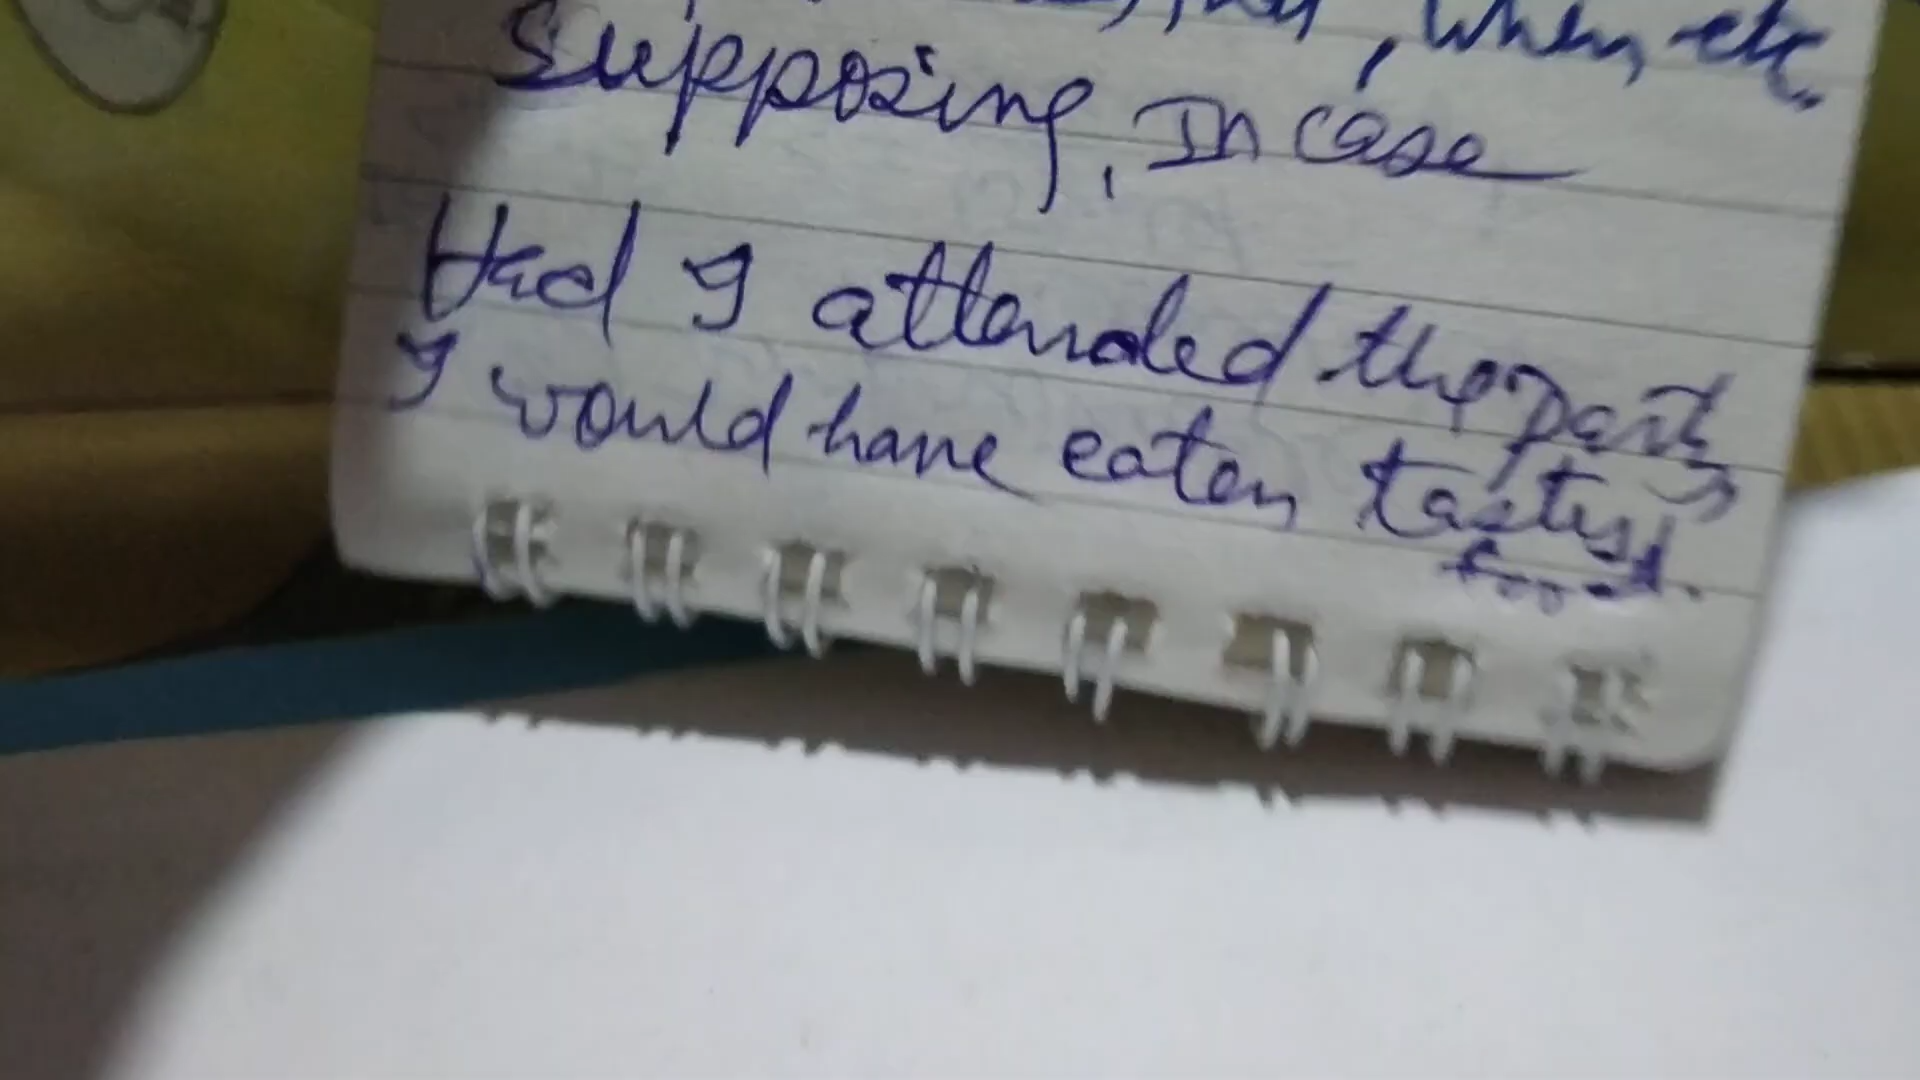 , When, etc.
Supposing, In case
Had I attended the party
I would have eaten tasty
food.